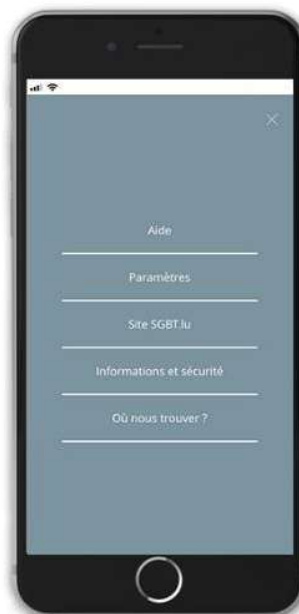 Aide
Paramètres
Site SGBT.lu
Informations et sécurité
Où nous trouver ?